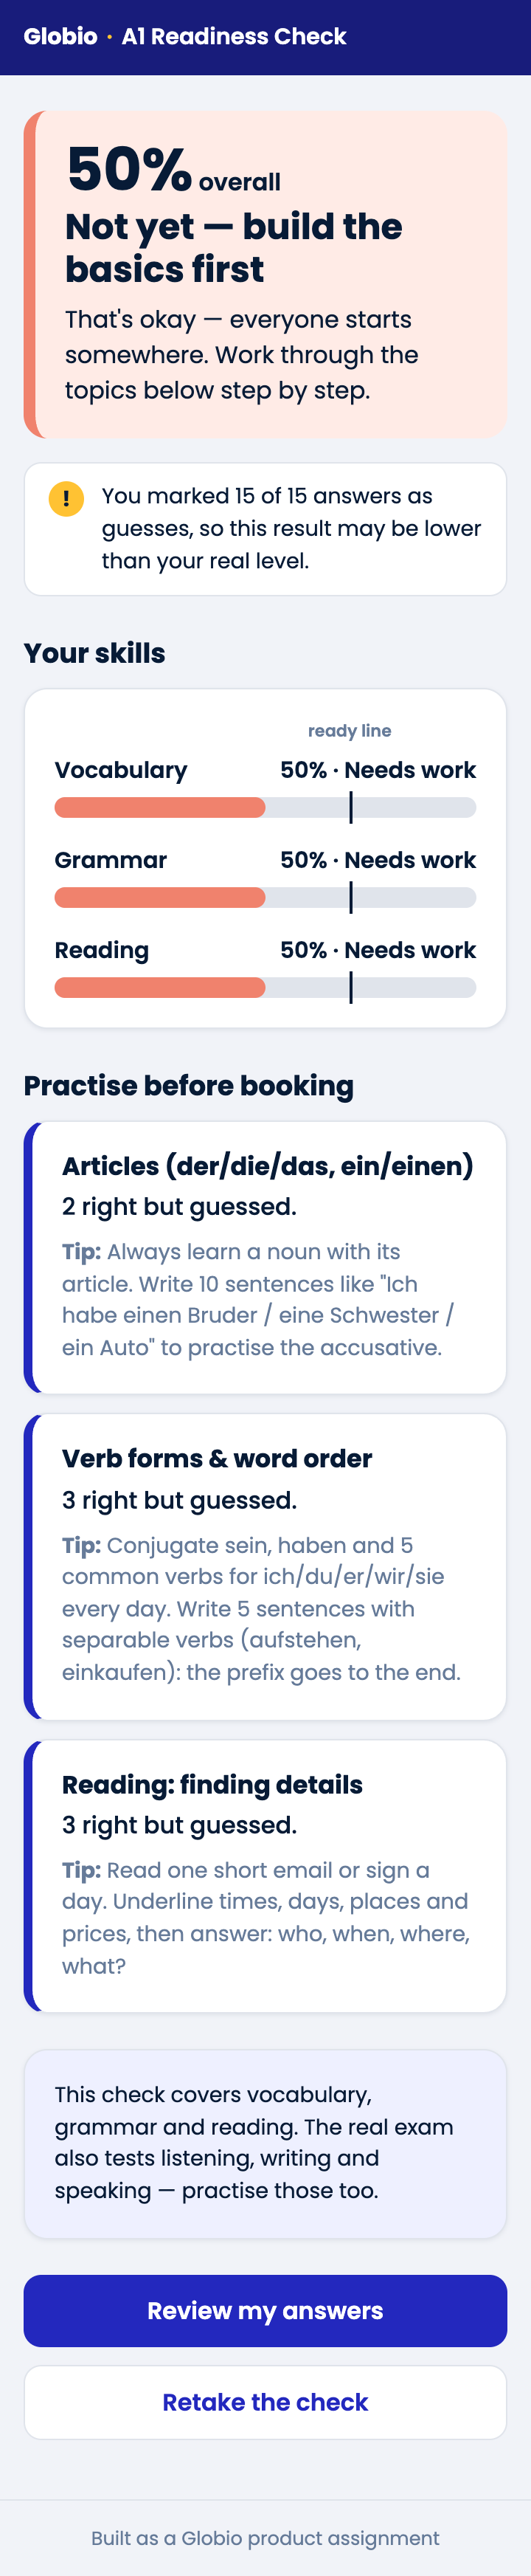 Globio · A1 Readiness Check
50% overall
Not yet — build the
basics first
That's okay — everyone starts
somewhere. Work through the
topics below step by step.
! You marked 15 of 15 answers as
guesses, so this result may be lower
than your real level.
Your skills
ready line
Vocabulary 50% · Needs work
Grammar 50% · Needs work
Reading 50% · Needs work
Practise before booking
Articles (der/die/das, ein/einen)
2 right but guessed.
Tip: Always learn a noun with its
article. Write 10 sentences like "Ich
habe einen Bruder / eine Schwester /
ein Auto" to practise the accusative.
Verb forms & word order
3 right but guessed.
Tip: Conjugate sein, haben and 5
common verbs for ich/du/er/wir/sie
every day. Write 5 sentences with
separable verbs (aufstehen,
einkaufen): the prefix goes to the end.
Reading: finding details
3 right but guessed.
Tip: Read one short email or sign a
day. Underline times, days, places and
prices, then answer: who, when, where,
what?
This check covers vocabulary,
grammar and reading. The real exam
also tests listening, writing and
speaking — practise those too.
Review my answers
Retake the check
Built as a Globio product assignment